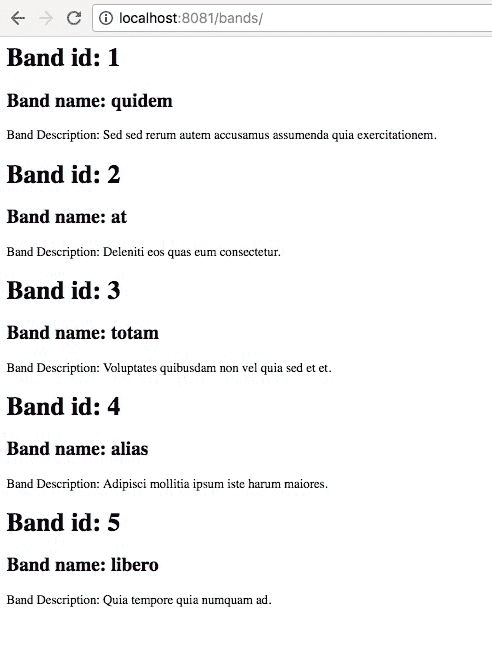 localhost:8081/bands/
Band id: 1
Band name: quidem
Band Description: Sed sed rerum autem accusamus assumenda quia exercitationem.
Band id: 2
Band name: at
Band Description: Deleniti eos quas eum consectetur.
Band id: 3
Band name: totam
Band Description: Voluptates quibusdam non vel quia sed et et.
Band id: 4
Band name: alias
Band Description: Adipisci mollitia ipsum iste harum maiores.
Band id: 5
Band name: libero
Band Description: Quia tempore quia numquam ad.